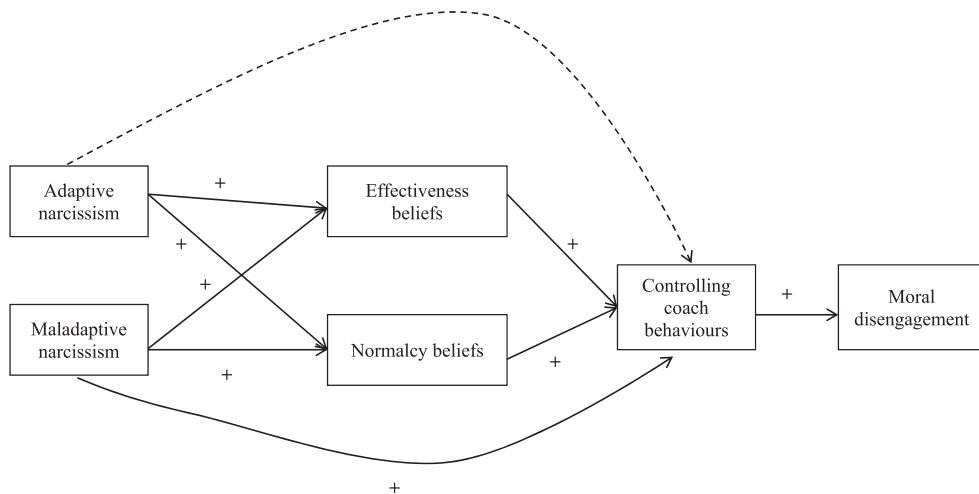 Adaptive
narcissism
+
Effectiveness
beliefs
+
+
+
Controlling
coach
behaviours
+
Moral
disengagement
Maladaptive
narcissism
+
Normalcy beliefs
+
+